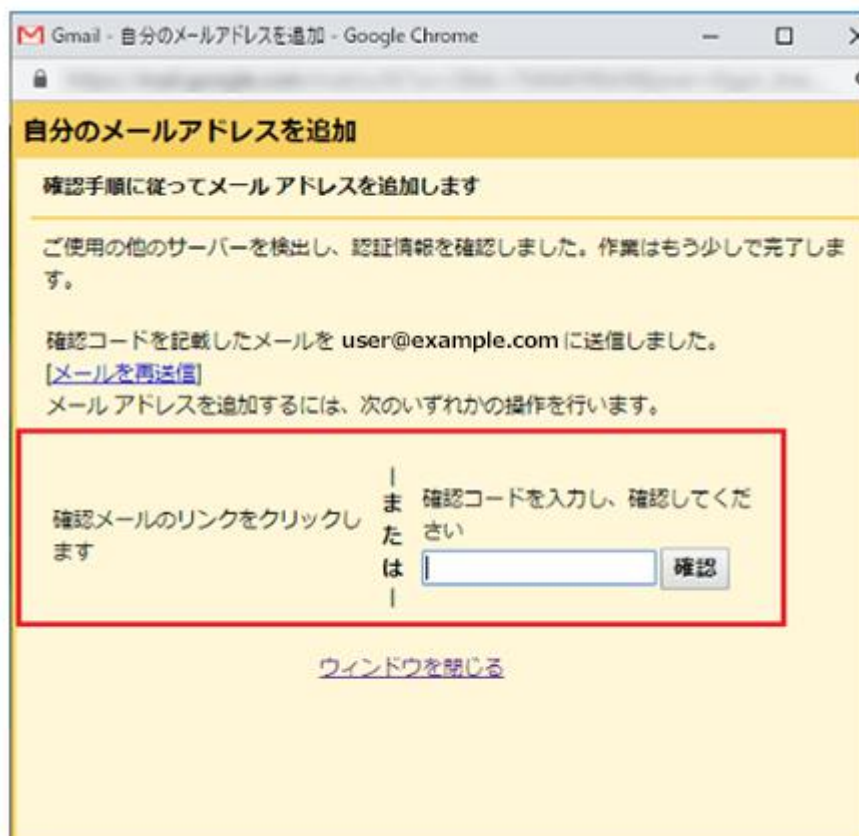 Gmail - 自分のメールアドレスを追加 - Google Chrome
自分のメールアドレスを追加
確認手順に従ってメール アドレスを追加します
ご使用の他のサーバーを検出し、認証情報を確認しました。作業はもう少しで完了しま
す。
確認コードを記載したメールを user@example.com に送信しました。
[メールを再送信]
メール アドレスを追加するには、次のいずれかの操作を行います。
確認メールのリンクをクリックし
ます
|
ま
た
は
|
確認コードを入力し、確認してくだ
さい
確認
ウィンドウを閉じる